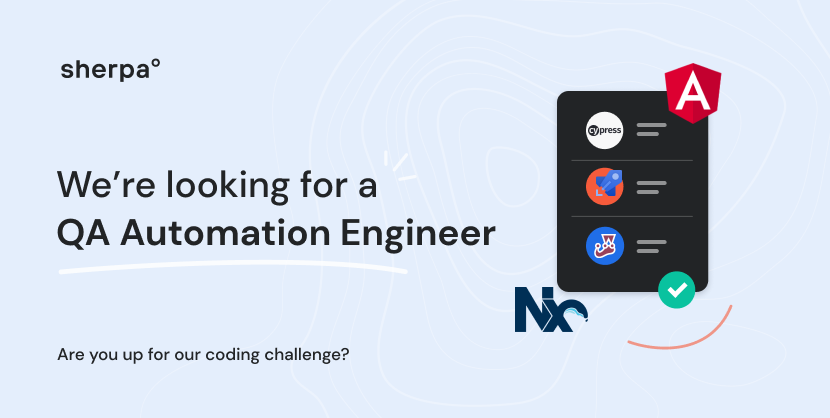 sherpa°
We’re looking for a
QA Automation Engineer
Are you up for our coding challenge?
A
cypress
Nx